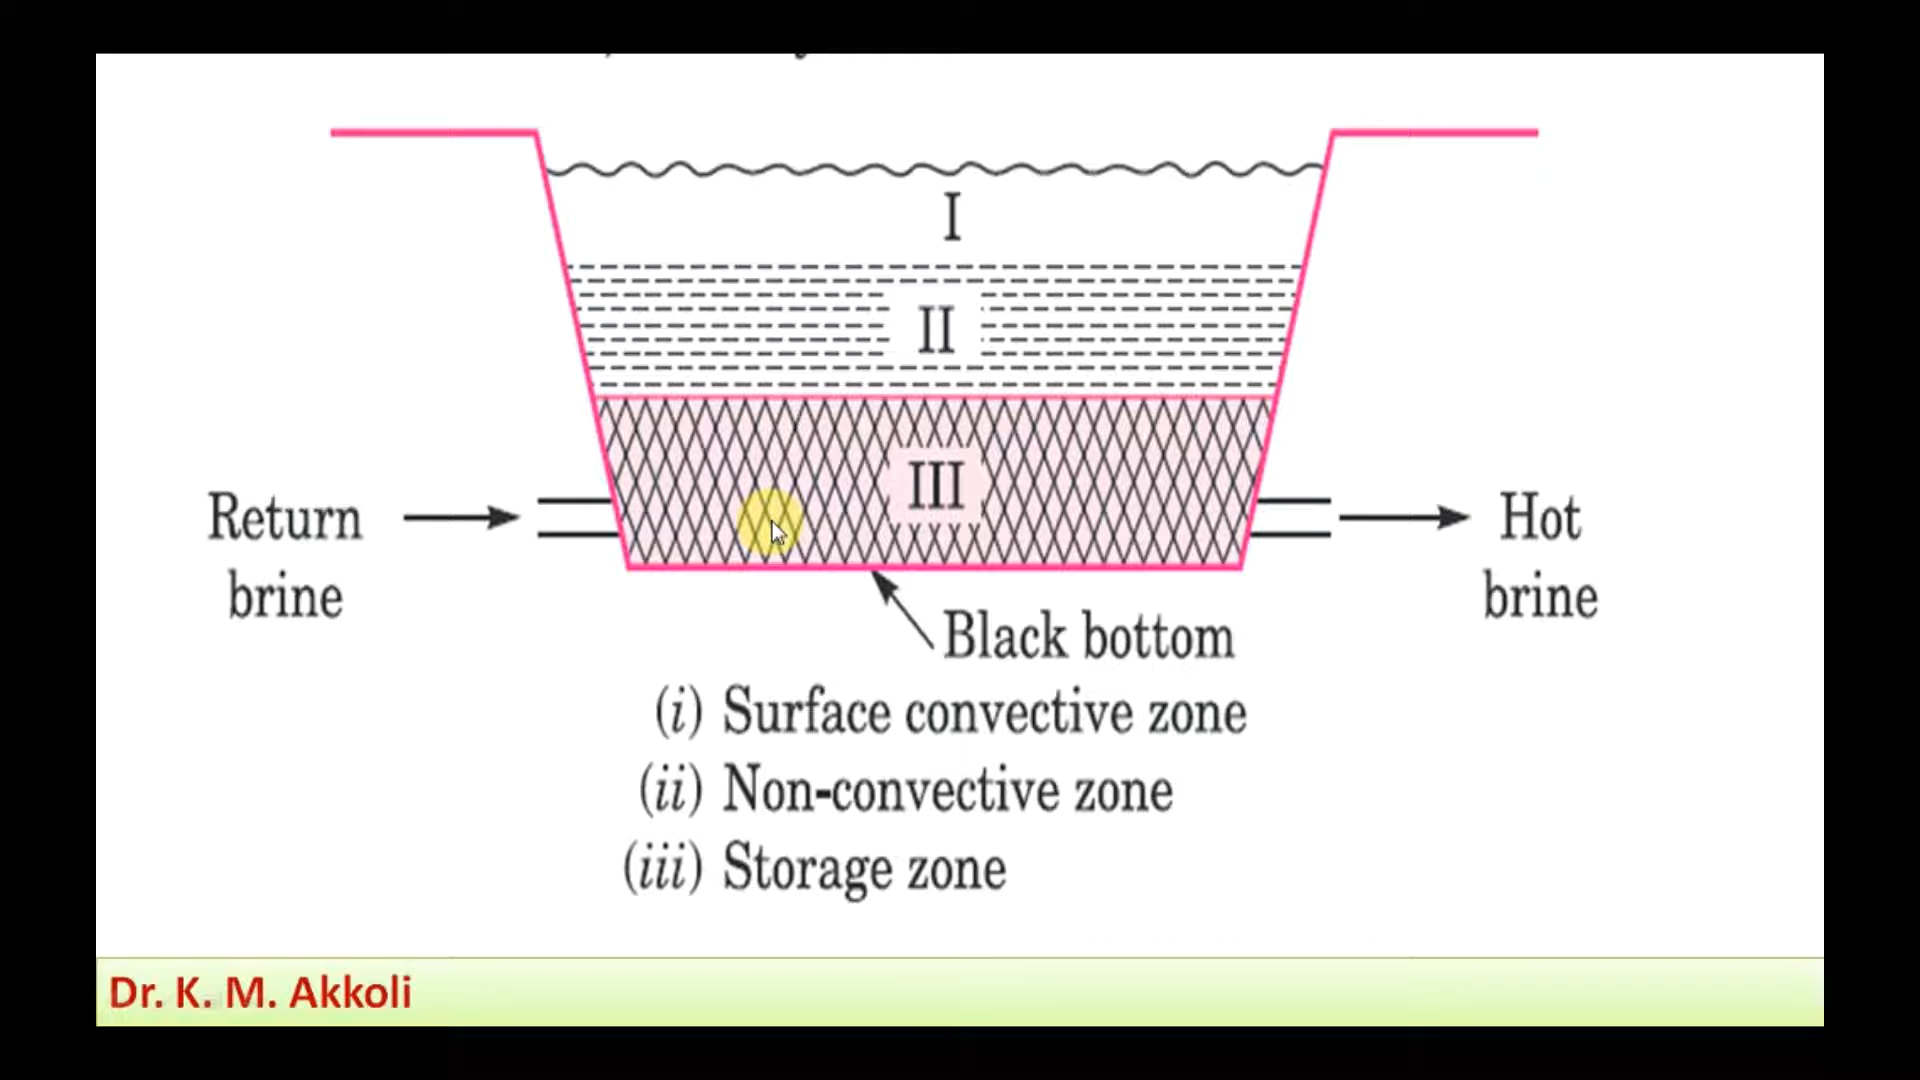 I
II
III
Return
brine
Hot
brine
Black bottom
(i) Surface convective zone
(ii) Non-convective zone
(iii) Storage zone
Dr. K. M. Akkoli